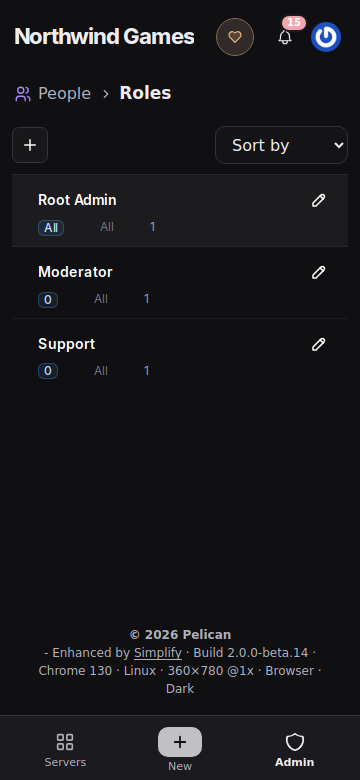 Northwind Games
15
People › Roles
+
Sort by
Root Admin
All All 1
Moderator
0 All 1
Support
0 All 1
© 2026 Pelican
- Enhanced by Simplify · Build 2.0.0-beta.14 ·
Chrome 130 · Linux · 360×780 @1x · Browser ·
Dark
Servers
New
Admin